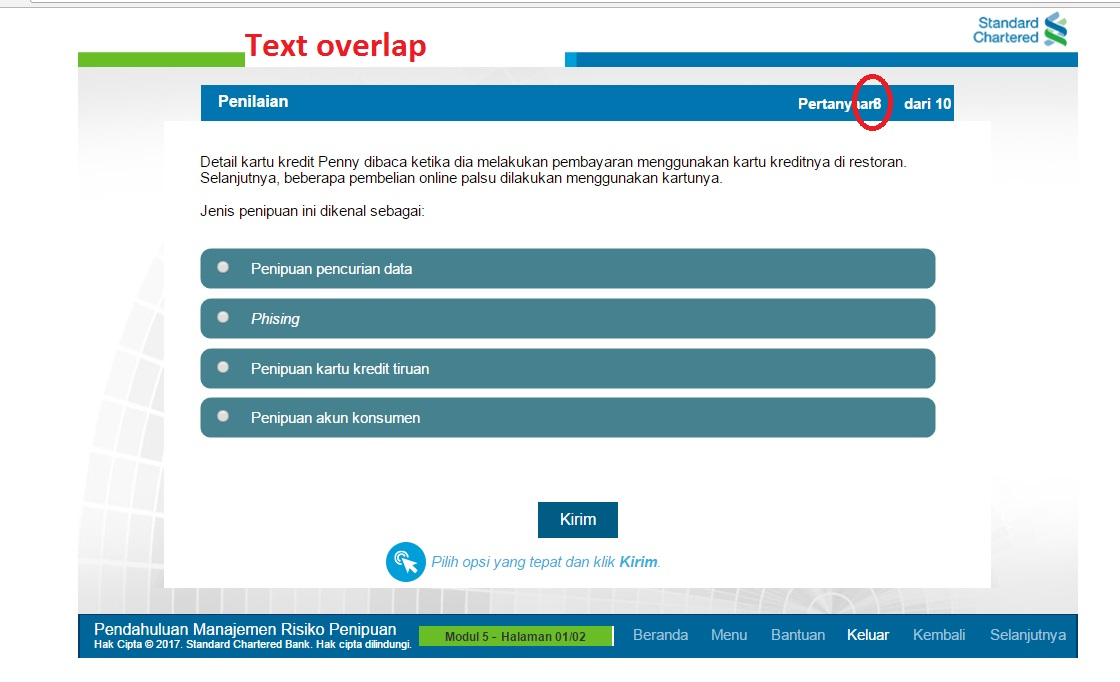 Text overlap
Standard
Chartered
Penilaian
Pertanyaan 8 dari 10
Detail kartu kredit Penny dibaca ketika dia melakukan pembayaran menggunakan kartu kreditnya di restoran.
Selanjutnya, beberapa pembelian online palsu dilakukan menggunakan kartunya.
Jenis penipuan ini dikenal sebagai:
Penipuan pencurian data
Phising
Penipuan kartu kredit tiruan
Penipuan akun konsumen
Kirim
Pilih opsi yang tepat dan klik Kirim.
Pendahuluan Manajemen Risiko Penipuan
Hak Cipta © 2017. Standard Chartered Bank. Hak cipta dilindungi.
Modul 5 - Halaman 01/02
Beranda Menu Bantuan Keluar Kembali Selanjutnya